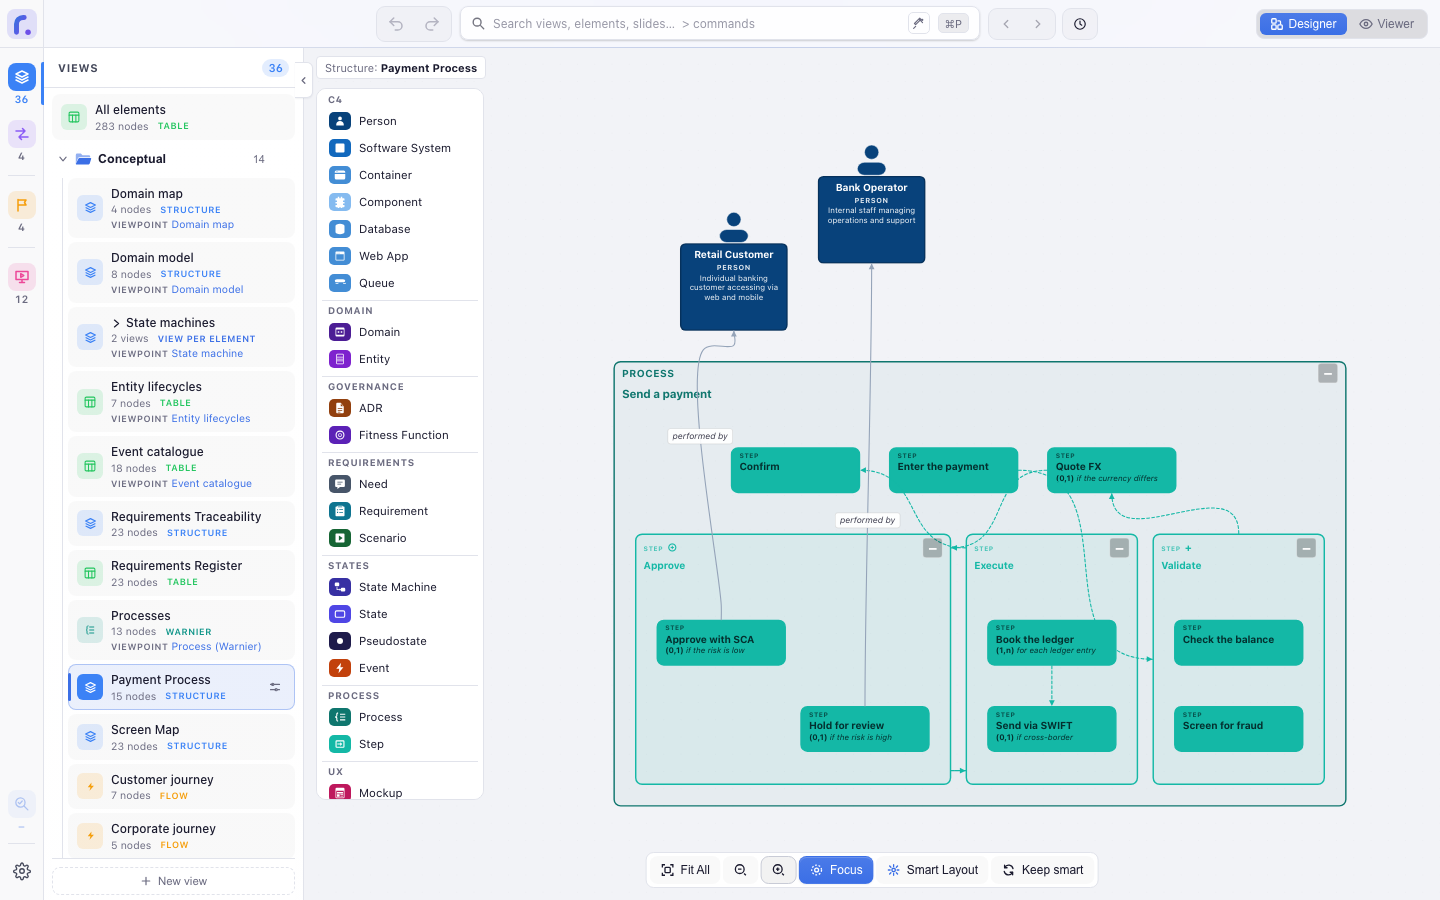 Search views, elements, slides... > commands
⌘P
Designer
Viewer
36
4
4
12
VIEWS
36
All elements
283 nodes TABLE
Conceptual 14
Domain map
4 nodes STRUCTURE
VIEWPOINT Domain map
Domain model
8 nodes STRUCTURE
VIEWPOINT Domain model
> State machines
2 views VIEW PER ELEMENT
VIEWPOINT State machine
Entity lifecycles
7 nodes TABLE
VIEWPOINT Entity lifecycles
Event catalogue
18 nodes TABLE
VIEWPOINT Event catalogue
Requirements Traceability
23 nodes STRUCTURE
Requirements Register
23 nodes TABLE
Processes
13 nodes WARNIER
VIEWPOINT Process (Warnier)
Payment Process
15 nodes STRUCTURE
Screen Map
23 nodes STRUCTURE
Customer journey
7 nodes FLOW
Corporate journey
5 nodes FLOW
+ New view
Structure: Payment Process
C4
Person
Software System
Container
Component
Database
Web App
Queue
DOMAIN
Domain
Entity
GOVERNANCE
ADR
Fitness Function
REQUIREMENTS
Need
Requirement
Scenario
STATES
State Machine
State
Pseudostate
Event
PROCESS
Process
Step
UX
Mockup
Bank Operator
PERSON
Internal staff managing
operations and support
Retail Customer
PERSON
Individual banking
customer accessing via
web and mobile
PROCESS
Send a payment
performed by
performed by
STEP
Confirm
STEP
Enter the payment
STEP
Quote FX
(0,1) if the currency differs
STEP
Approve
STEP
Approve with SCA
(0,1) if the risk is low
STEP
Hold for review
(0,1) if the risk is high
STEP
Execute
STEP
Book the ledger
(1,n) for each ledger entry
STEP
Send via SWIFT
(0,1) if cross-border
STEP +
Validate
STEP
Check the balance
STEP
Screen for fraud
Fit All
Focus
Smart Layout
Keep smart